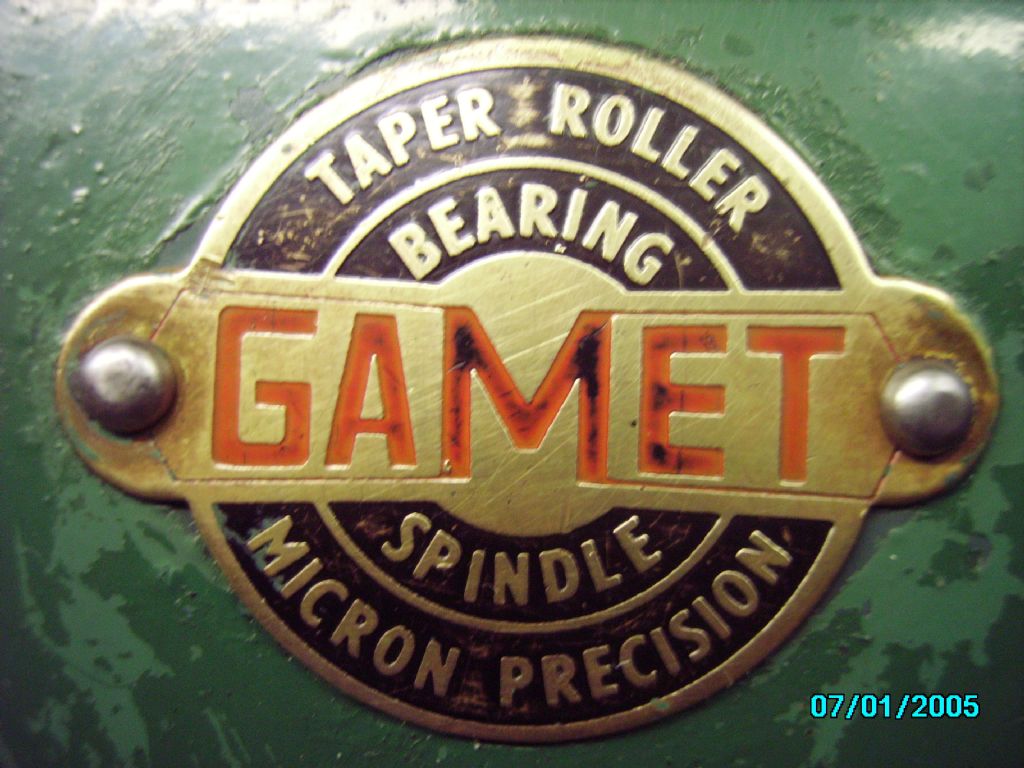 TAPER ROLLER
BEARING
GAMET
SPINDLE
MICRON PRECISION
07/01/2005